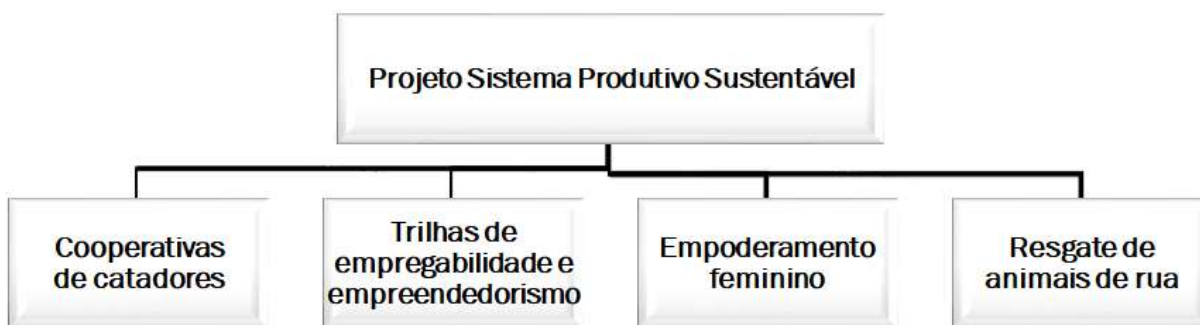 Projeto Sistema Produtivo Sustentável
Cooperativas
de catadores
Trilhas de
empregabilidade e
empreendedorismo
Empoderamento
feminino
Resgate de
animais de rua